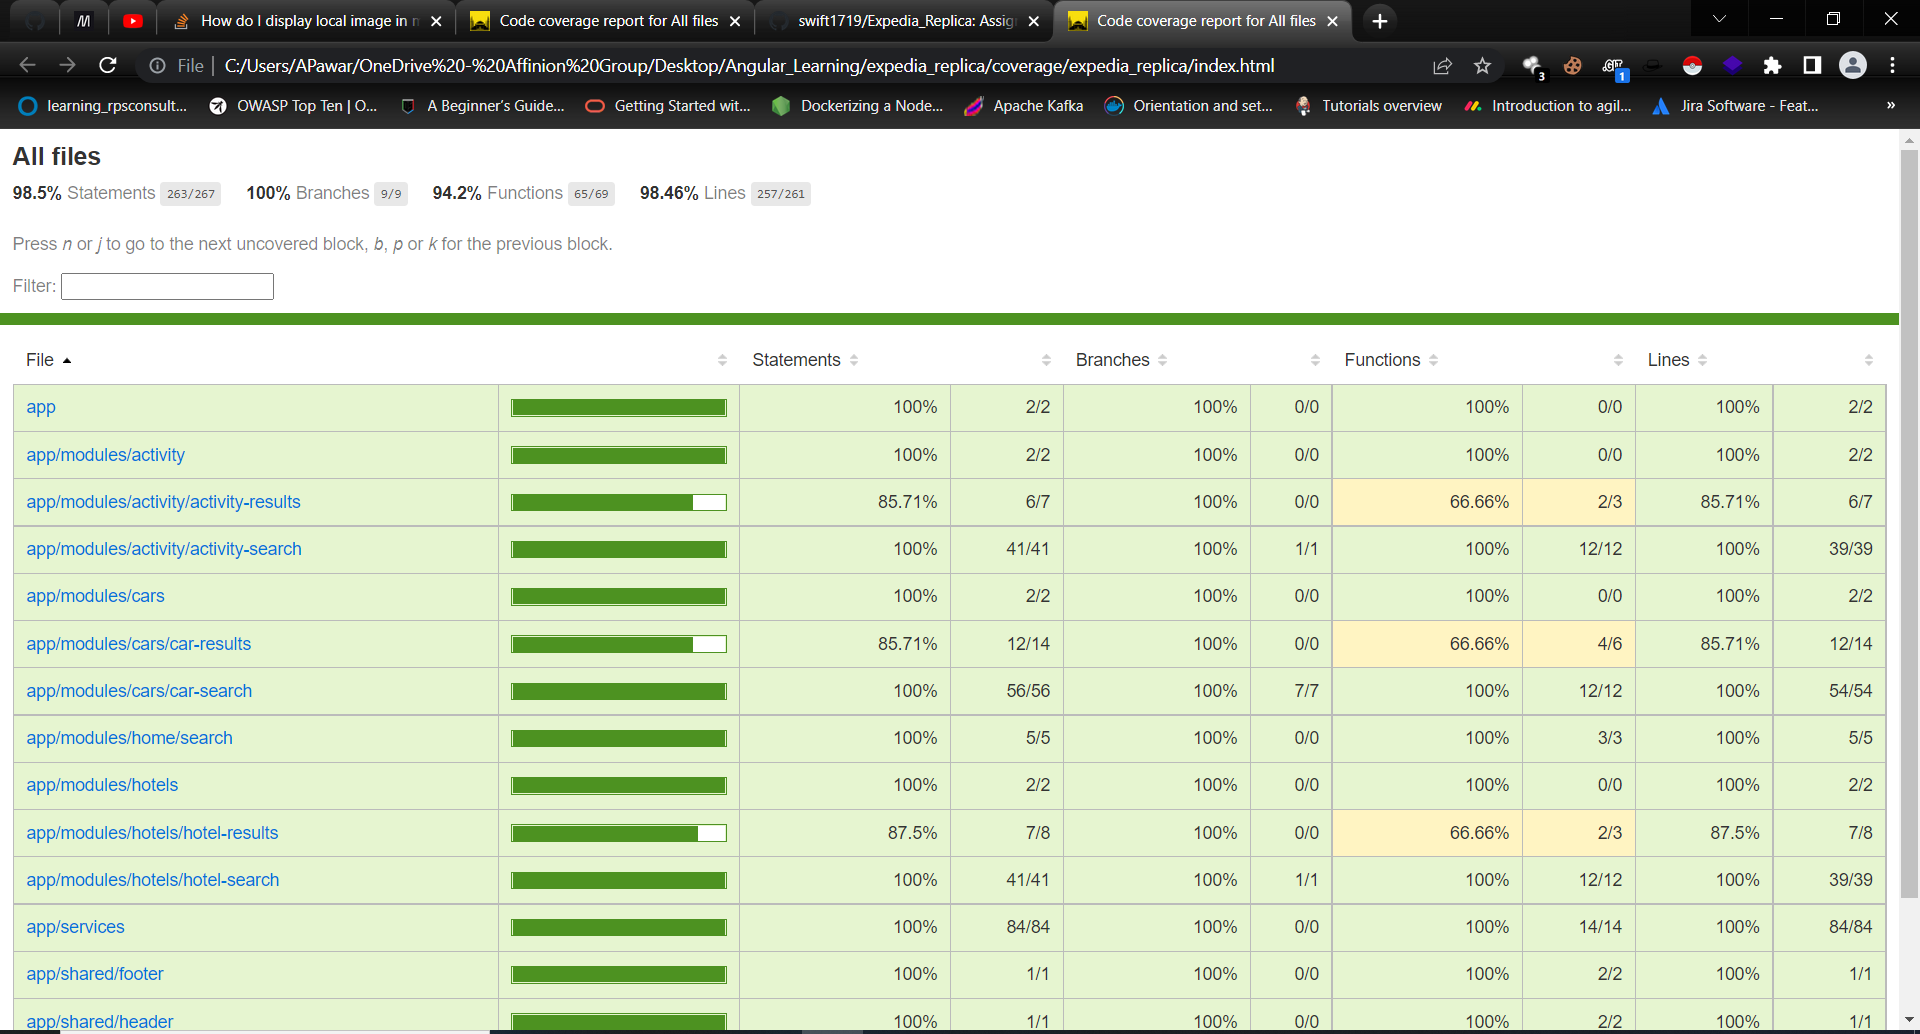 How do I display local image in
Code coverage report for All files
swift1719/Expedia_Replica: Assig
Code coverage report for All files
File
C:/Users/APawar/OneDrive%20-%20Affinion%20Group/Desktop/Angular_Learning/expedia_replica/coverage/expedia_replica/index.html
3
1
learning_rpsconsult...
OWASP Top Ten | O...
A Beginner's Guide...
Getting Started wit...
Dockerizing a Node...
Apache Kafka
Orientation and set...
Tutorials overview
Introduction to agil...
Jira Software - Feat...
»
All files
98.5% Statements 263/267 100% Branches 9/9 94.2% Functions 65/69 98.46% Lines 257/261
Press n or j to go to the next uncovered block, b, p or k for the previous block.
Filter:
File Statements Branches Functions Lines
app 100% 2/2 100% 0/0 100% 0/0 100% 2/2
app/modules/activity 100% 2/2 100% 0/0 100% 0/0 100% 2/2
app/modules/activity/activity-results 85.71% 6/7 100% 0/0 66.66% 2/3 85.71% 6/7
app/modules/activity/activity-search 100% 41/41 100% 1/1 100% 12/12 100% 39/39
app/modules/cars 100% 2/2 100% 0/0 100% 0/0 100% 2/2
app/modules/cars/car-results 85.71% 12/14 100% 0/0 66.66% 4/6 85.71% 12/14
app/modules/cars/car-search 100% 56/56 100% 7/7 100% 12/12 100% 54/54
app/modules/home/search 100% 5/5 100% 0/0 100% 3/3 100% 5/5
app/modules/hotels 100% 2/2 100% 0/0 100% 0/0 100% 2/2
app/modules/hotels/hotel-results 87.5% 7/8 100% 0/0 66.66% 2/3 87.5% 7/8
app/modules/hotels/hotel-search 100% 41/41 100% 1/1 100% 12/12 100% 39/39
app/services 100% 84/84 100% 0/0 100% 14/14 100% 84/84
app/shared/footer 100% 1/1 100% 0/0 100% 2/2 100% 1/1
app/shared/header 100% 1/1 100% 0/0 100% 2/2 100% 1/1